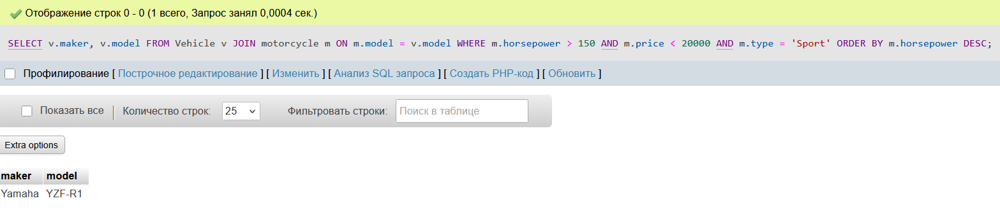 Отображение строк 0 - 0 (1 всего, Запрос занял 0,0004 сек.)
SELECT v.maker, v.model FROM Vehicle v JOIN motorcycle m ON m.model = v.model WHERE m.horsepower > 150 AND m.price < 20000 AND m.type = 'Sport' ORDER BY m.horsepower DESC;
Профилирование [ Построчное редактирование ] [ Изменить ] [ Анализ SQL запроса ] [ Создать PHP-код ] [ Обновить ]
Показать все | Количество строк: 25 Фильтровать строки: Поиск в таблице
Extra options
maker model
Yamaha YZF-R1